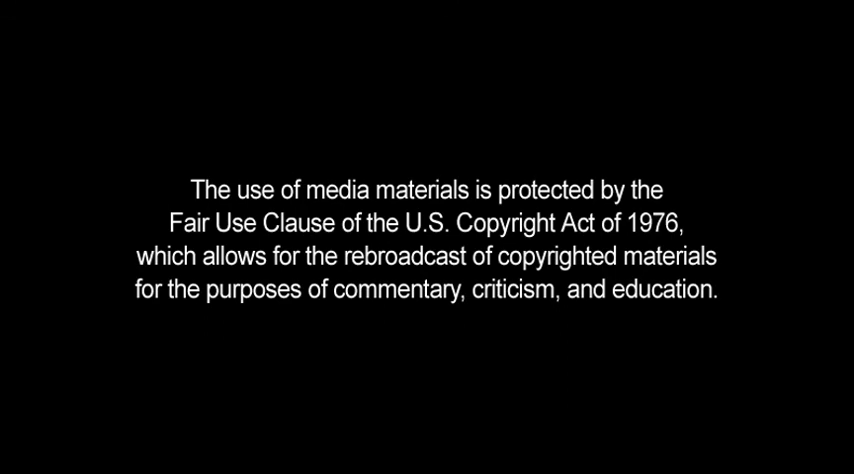 The use of media materials is protected by the
Fair Use Clause of the U.S. Copyright Act of 1976,
which allows for the rebroadcast of copyrighted materials
for the purposes of commentary, criticism, and education.